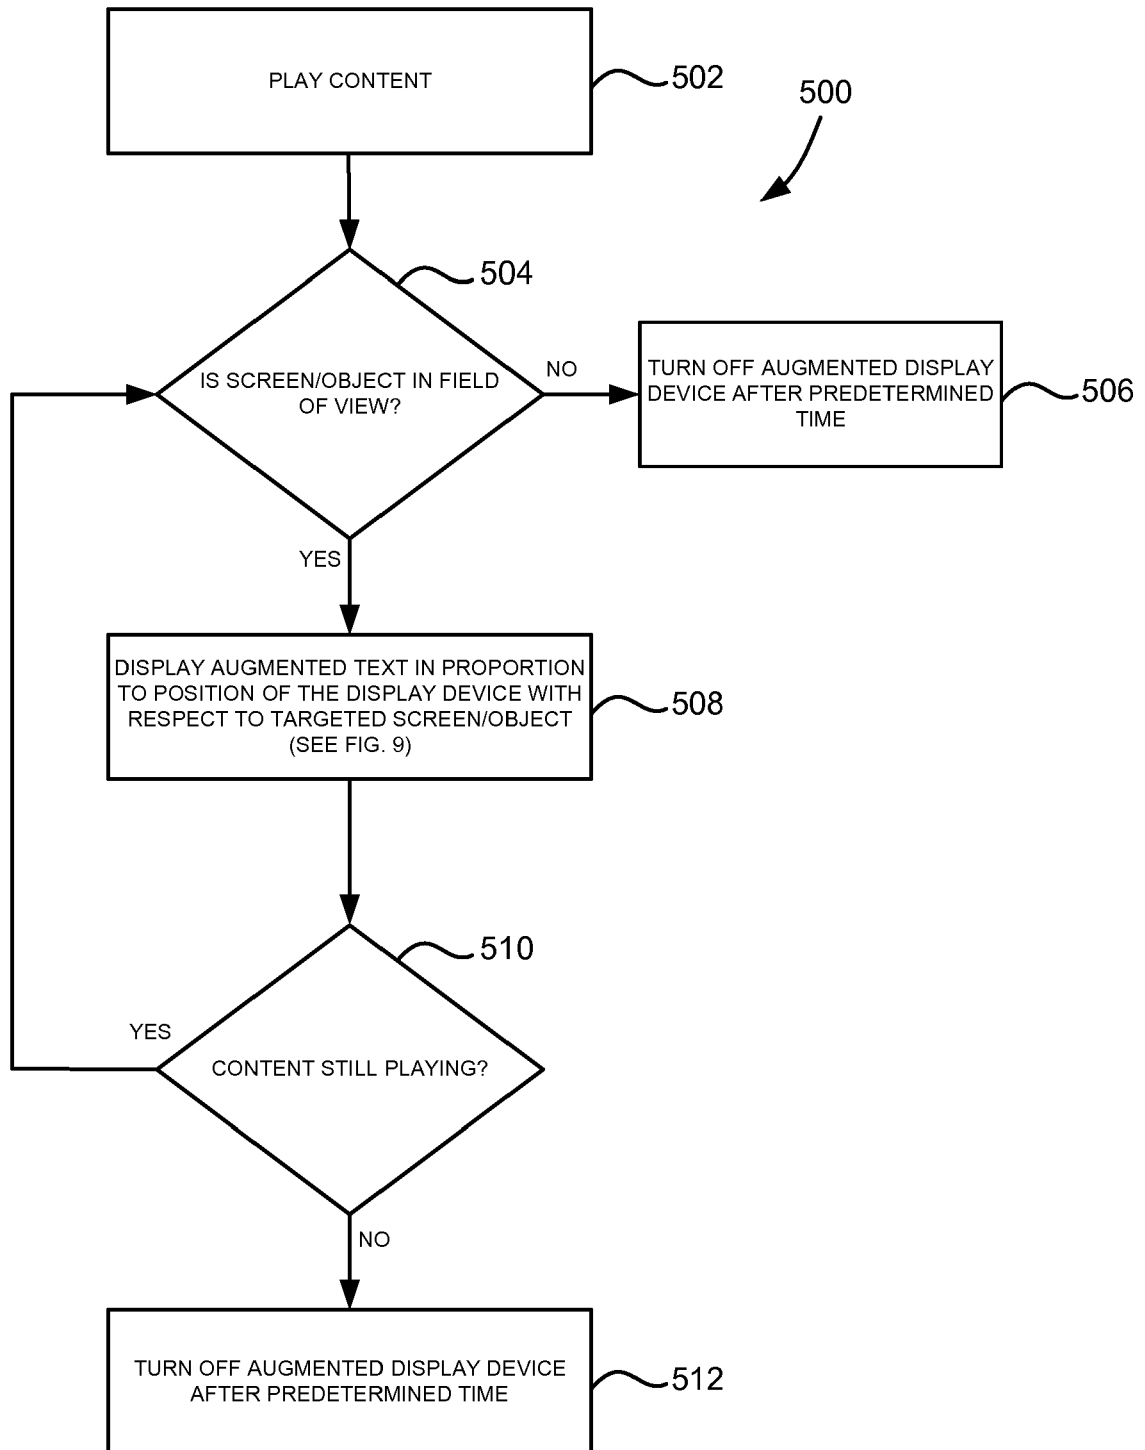 PLAY CONTENT
502
500
504
IS SCREEN/OBJECT IN FIELD
OF VIEW?
NO
TURN OFF AUGMENTED DISPLAY
DEVICE AFTER PREDETERMINED
TIME
506
YES
DISPLAY AUGMENTED TEXT IN PROPORTION
TO POSITION OF THE DISPLAY DEVICE WITH
RESPECT TO TARGETED SCREEN/OBJECT
(SEE FIG. 9)
508
510
YES
CONTENT STILL PLAYING?
NO
TURN OFF AUGMENTED DISPLAY DEVICE
AFTER PREDETERMINED TIME
512